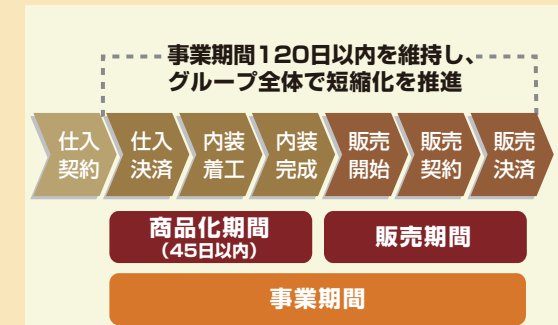 事業期間120日以内を維持し、
グループ全体で短縮化を推進
仕入
契約
仕入
決済
内装
着工
内装
完成
販売
開始
販売
契約
販売
決済
商品化期間
（45日以内）
販売期間
事業期間